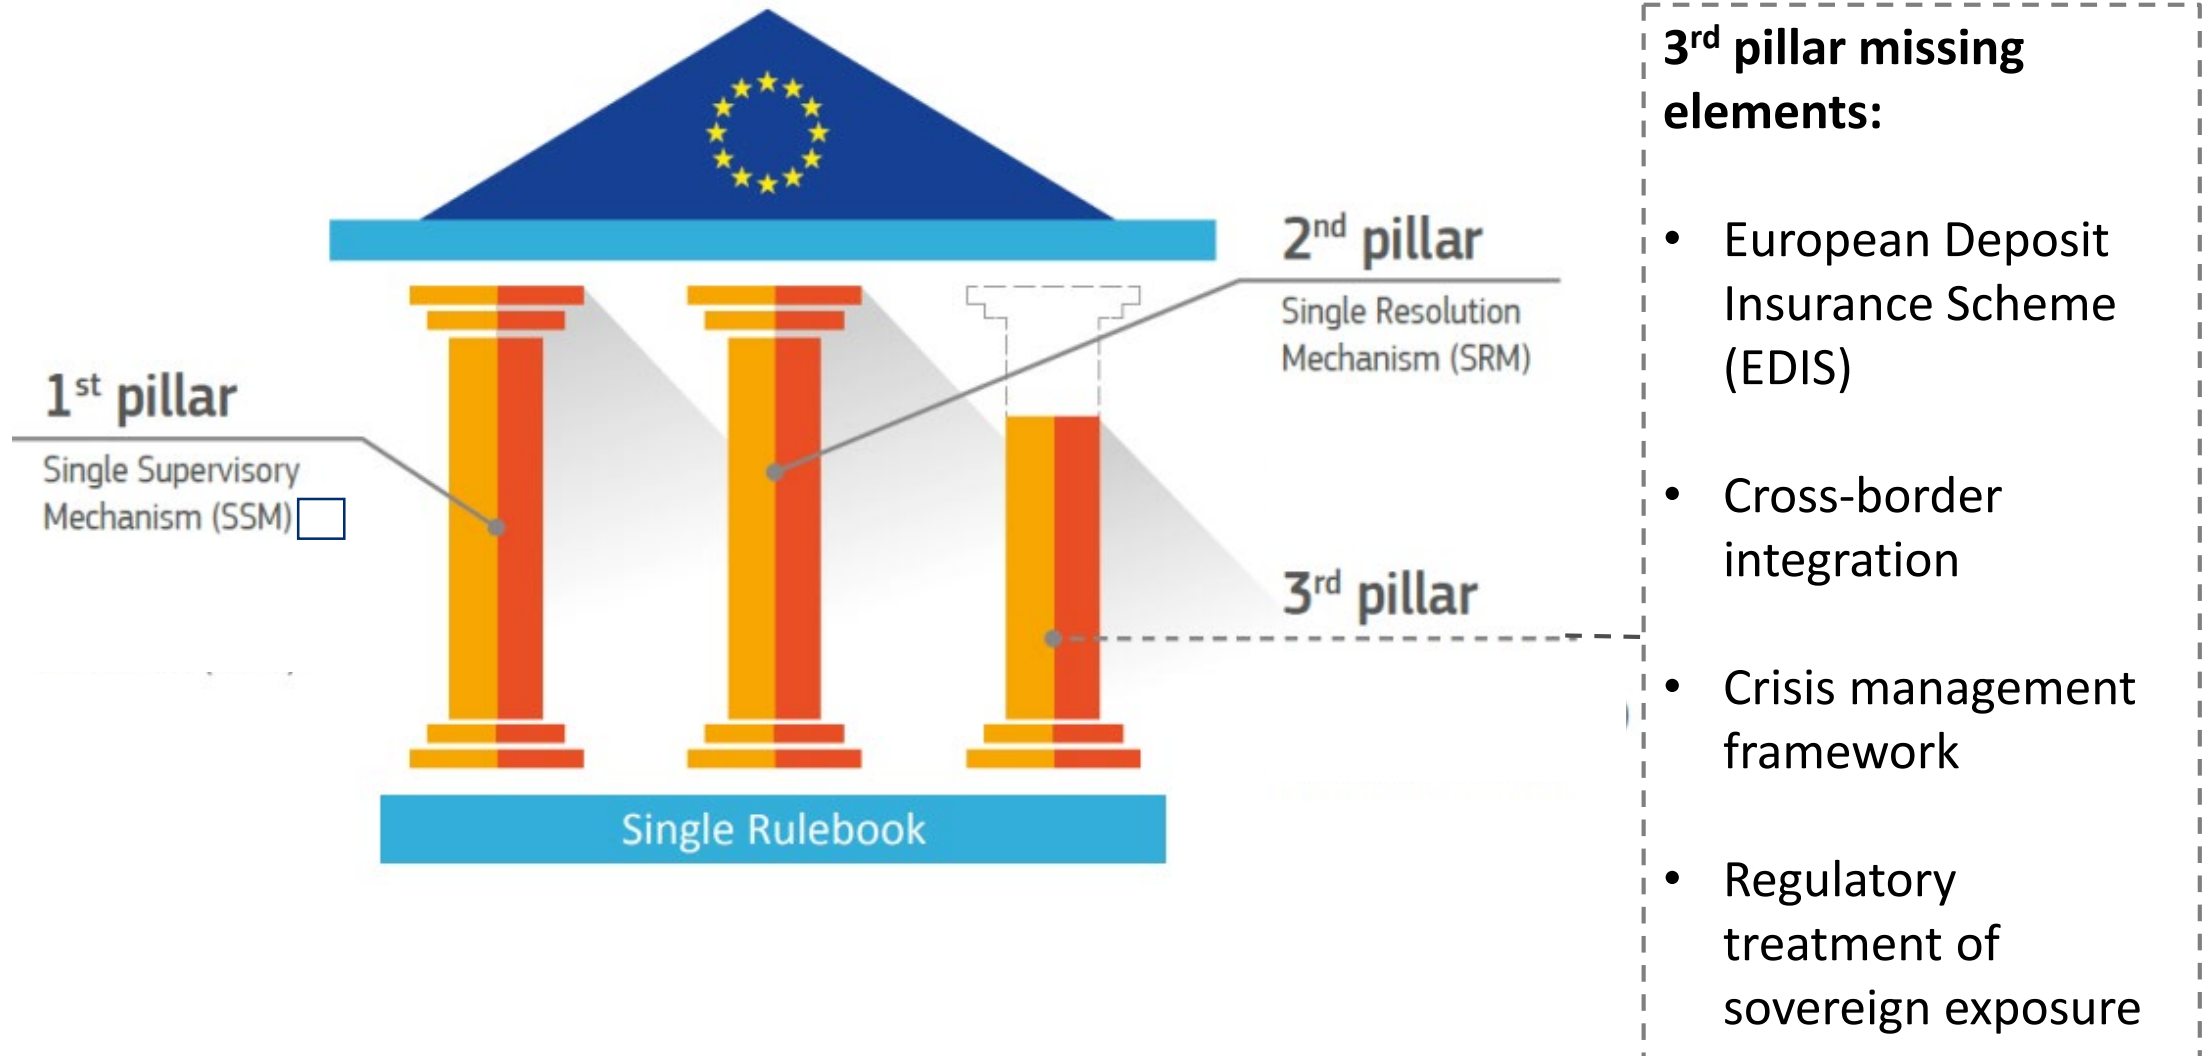 1st pillar
Single Supervisory
Mechanism (SSM)
2nd pillar
Single Resolution
Mechanism (SRM)
3rd pillar
Single Rulebook
3rd pillar missing
elements:
• European Deposit
Insurance Scheme
(EDIS)
• Cross-border
integration
• Crisis management
framework
• Regulatory
treatment of
sovereign exposure